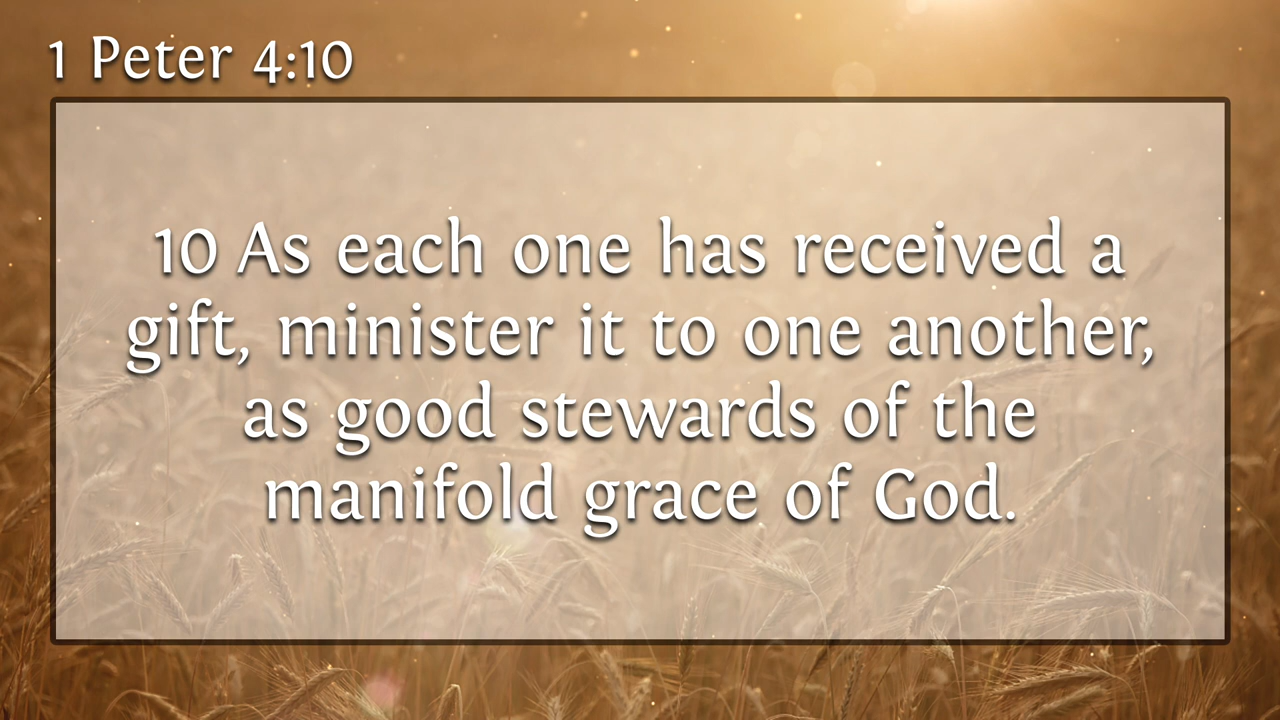 1 Peter 4:10
10 As each one has received a
gift, minister it to one another,
as good stewards of the
manifold grace of God.